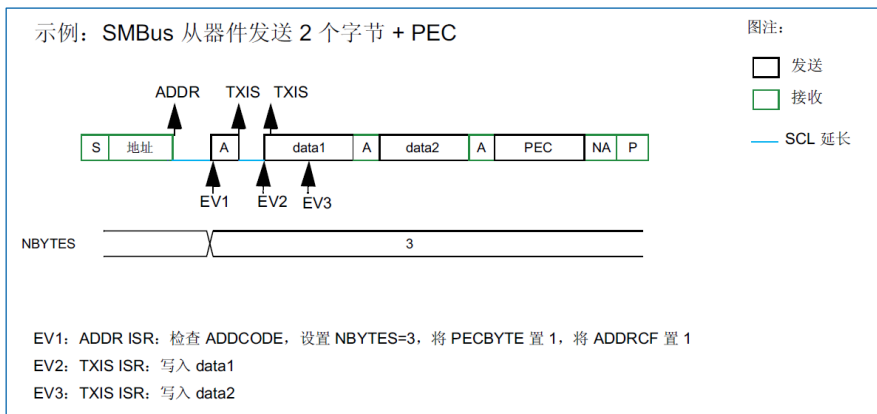 示例：SMBus 从器件发送 2 个字节 + PEC
图注：
发送
接收
SCL 延长
ADDR TXIS TXIS
S 地址 A data1 A data2 A PEC NA P
EV1 EV2 EV3
NBYTES 3
EV1：ADDR ISR：检查 ADDCODE，设置 NBYTES=3，将 PECBYTE 置 1，将 ADDRCF 置 1
EV2：TXIS ISR：写入 data1
EV3：TXIS ISR：写入 data2